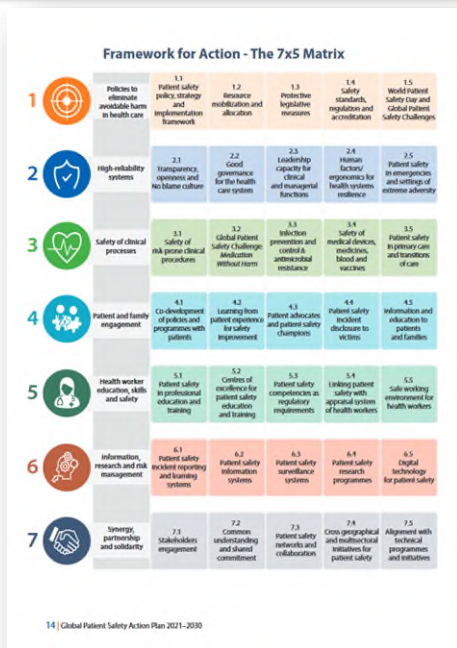 Framework for Action - The 7x5 Matrix
1
Policies to
eliminate
avoidable harm
in health care
1.1
Patient safety
policy, strategy
and
implementation
framework
1.2
Resource
mobilization and
allocation
1.3
Protective
legislative
measures
1.4
Safety
standards,
regulation and
accreditation
1.5
World Patient
Safety Day and
Global Patient
Safety Challenges
2
High-reliability
systems
2.1
Transparency,
openness and
No blame culture
2.2
Good
governance
for the health
care system
2.3
Leadership
capacity for
clinical
and managerial
functions
2.4
Human
factors/
ergonomics for
health systems
resilience
2.5
Patient safety
in emergencies
and settings of
extreme adversity
3
Safety of clinical
processes
3.1
Safety of
risk-prone clinical
procedures
3.2
Global Patient
Safety Challenge:
Medication
Without Harm
3.3
Infection
prevention and
control &
antimicrobial
resistance
3.4
Safety of
medical devices,
medicines,
blood and
vaccines
3.5
Patient safety
in primary care
and transitions
of care
4
Patient and family
engagement
4.1
Co-development
of policies and
programmes with
patients
4.2
Learning from
patient experience
for safety
improvement
4.3
Patient advocates
and patient safety
champions
4.4
Patient safety
incident
disclosure to
victims
4.5
Information and
education to
patients
and families
5
Health worker
education, skills
and safety
5.1
Patient safety
in professional
education and
training
5.2
Centres of
excellence for
patient safety
education
and training
5.3
Patient safety
competencies as
regulatory
requirements
5.4
Linking patient
safety with
appraisal system
of health workers
5.5
Safe working
environment for
health workers
6
Information,
research and risk
management
6.1
Patient safety
incident reporting
and learning
systems
6.2
Patient safety
information
systems
6.3
Patient safety
surveillance
systems
6.4
Patient safety
research
programmes
6.5
Digital
technology
for patient safety
7
Synergy,
partnership
and solidarity
7.1
Stakeholders
engagement
7.2
Common
understanding
and shared
commitment
7.3
Patient safety
networks and
collaboration
7.4
Cross geographical
and multisectoral
initiatives for
patient safety
7.5
Alignment with
technical
programmes
and initiatives
14 | Global Patient Safety Action Plan 2021–2030